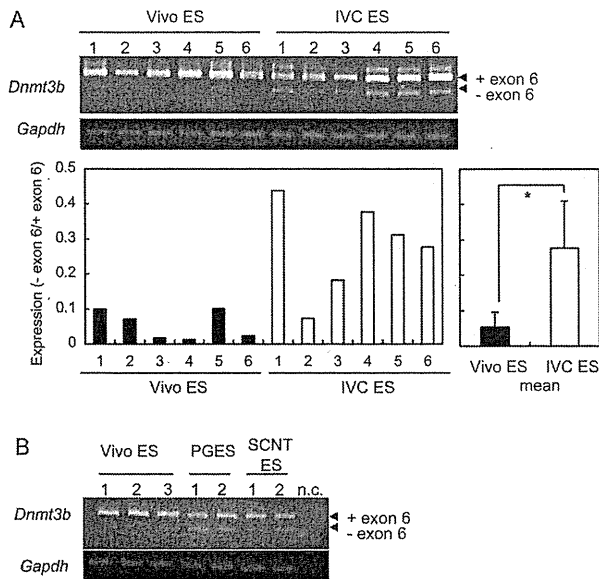 A
Vivo ES IVC ES
1 2 3 4 5 6 1 2 3 4 5 6
Dnmt3b
+ exon 6
- exon 6
Gapdh
Expression (- exon 6/+ exon 6)
0.5
0.4
0.3
0.2
0.1
0
1 2 3 4 5 6 1 2 3 4 5 6
Vivo ES IVC ES
*
Vivo ES IVC ES
mean
B
Vivo ES PGES SCNT ES
1 2 3 1 2 1 2 n.c.
Dnmt3b
+ exon 6
- exon 6
Gapdh